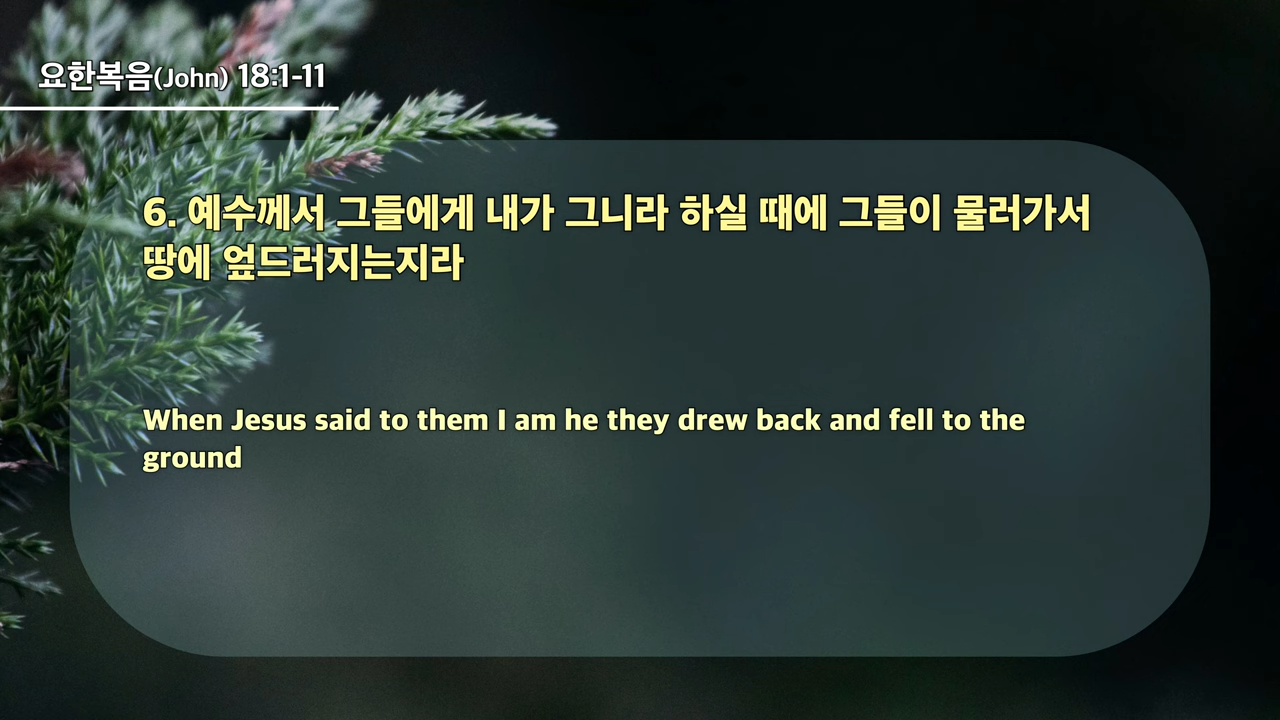 요한복음(John) 18:1-11
6. 예수께서 그들에게 내가 그니라 하실 때에 그들이 물러가서
땅에 엎드러지는지라
When Jesus said to them I am he they drew back and fell to the
ground